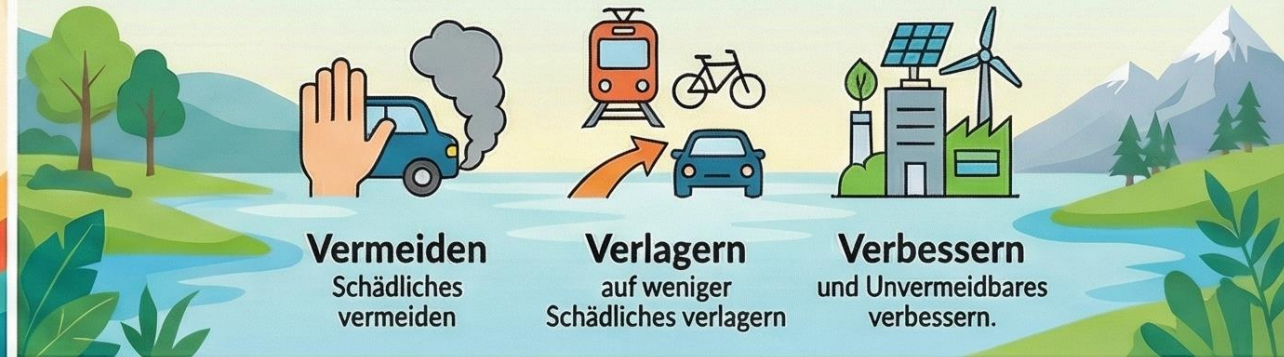 Vermeiden
Schädliches
vermeiden
Verlagern
auf weniger
Schädliches verlagern
Verbessern
und Unvermeidbares
verbessern.